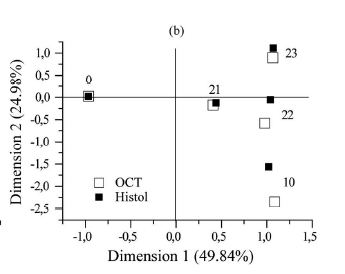 (b)
Dimension 2 (24.98%)
1,0
0,5
0,0
-0,5
-1,0
-1,5
-2,0
-2,5
0
21
23
22
10
OCT
Histol
-1,0 -0,5 0,0 0,5 1,0 1,5
Dimension 1 (49.84%)